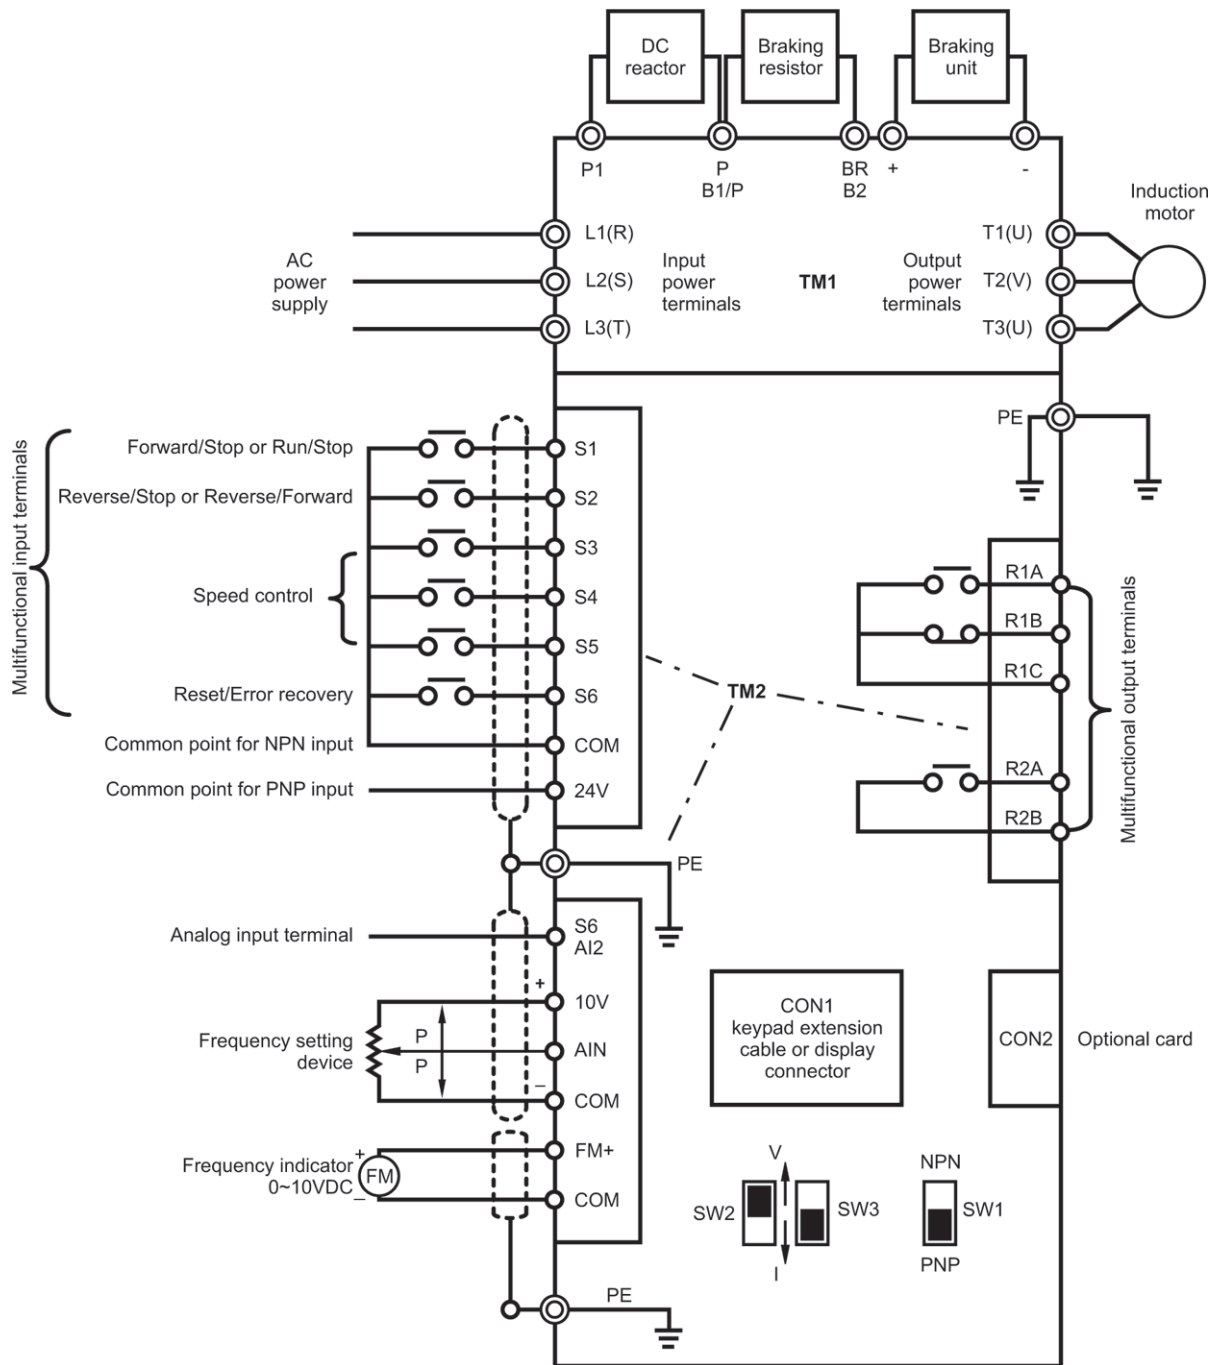 DC
reactor
Braking
resistor
Braking
unit
P1
P
B1/P
BR
B2
+
-
Induction
motor
AC
power
supply
L1(R)
L2(S)
L3(T)
Input
power
terminals
TM1
Output
power
terminals
T1(U)
T2(V)
T3(U)
PE
Multifunctional input terminals
Forward/Stop or Run/Stop
Reverse/Stop or Reverse/Forward
Speed control
Reset/Error recovery
Common point for NPN input
Common point for PNP input
S1
S2
S3
S4
S5
S6
COM
24V
TM2
R1A
R1B
R1C
R2A
R2B
Multifunctional output terminals
PE
Analog input terminal
S6
AI2
Frequency setting
device
P
P
+
10V
AIN
–
COM
Frequency indicator
0~10VDC
+
FM
–
FM+
COM
PE
CON1
keypad extension
cable or display
connector
CON2
Optional card
V
SW2
SW3
I
NPN
SW1
PNP